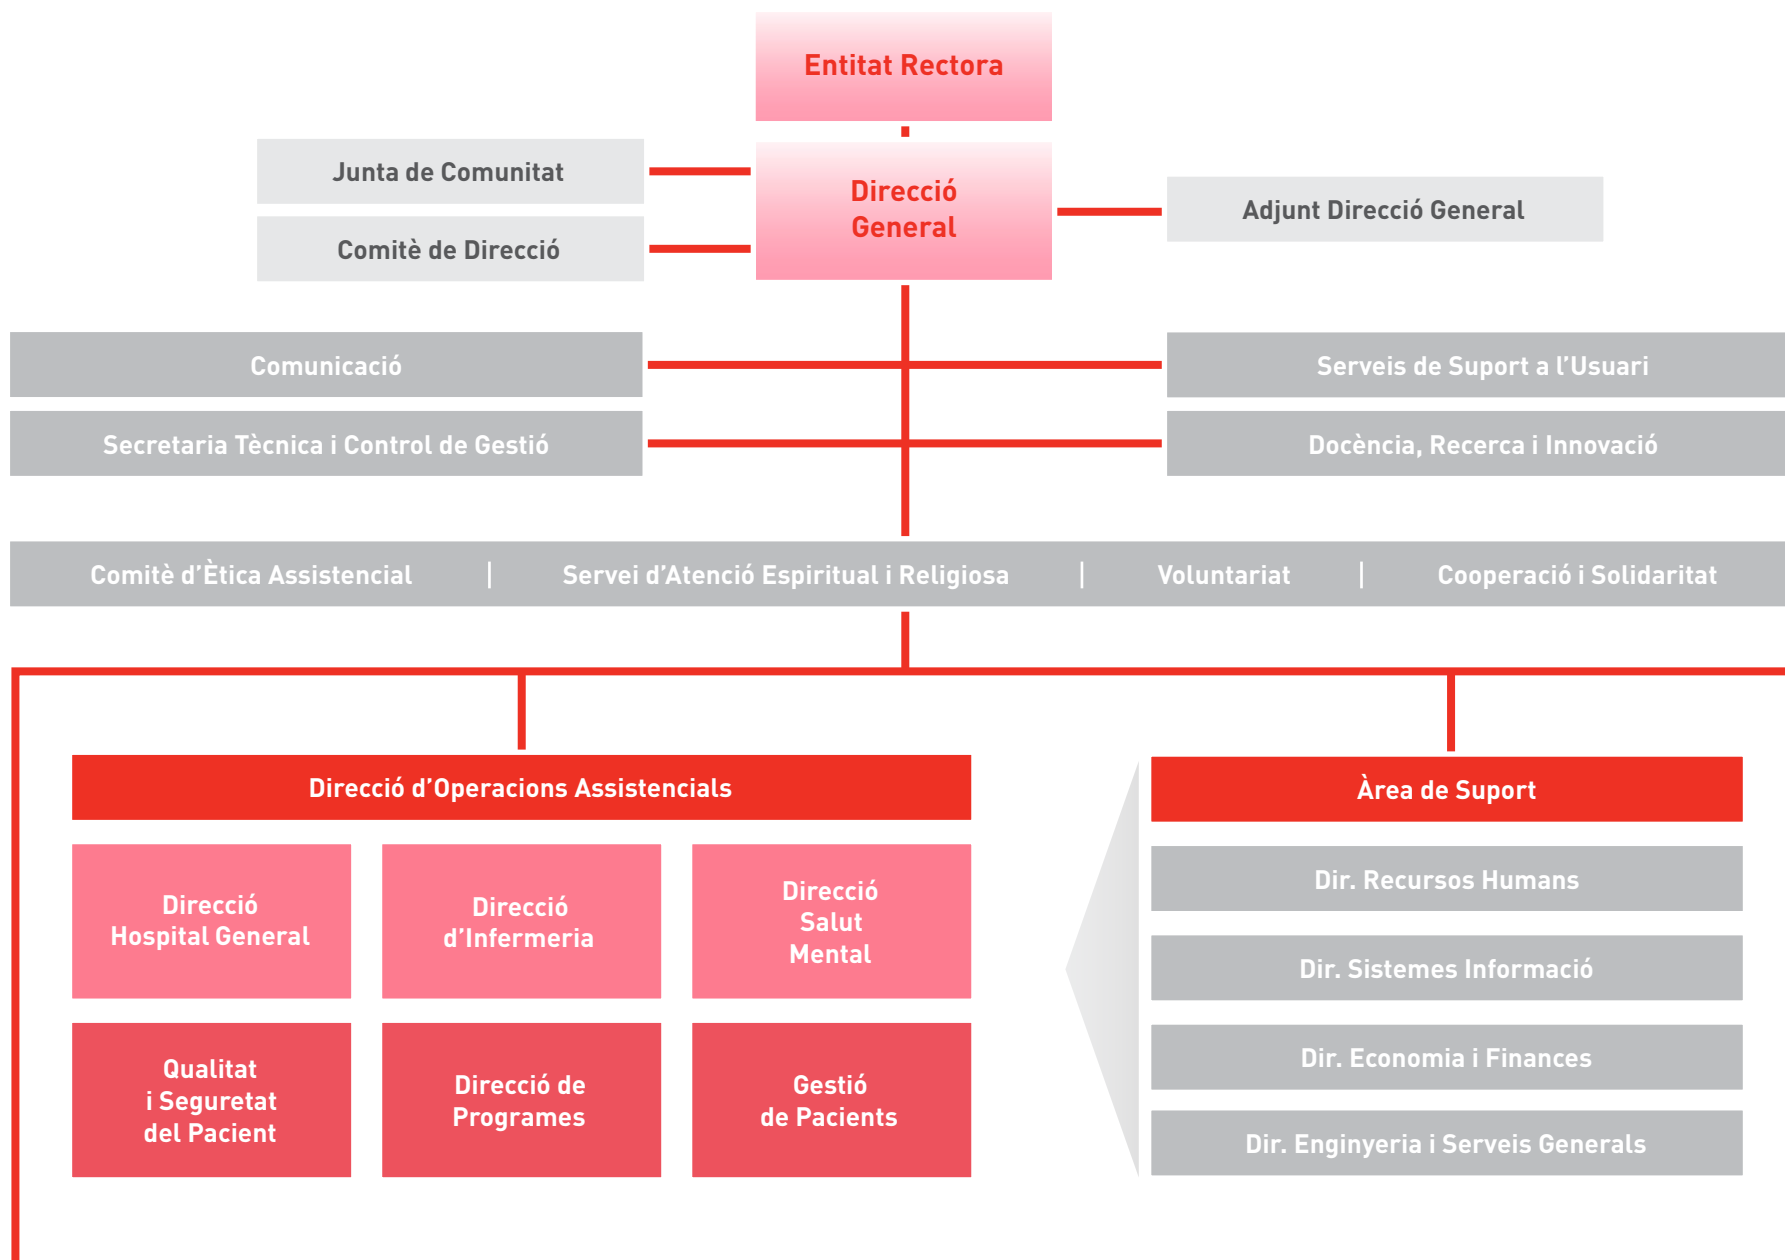 Entitat Rectora
Junta de Comunitat
Direcció
General
Adjunt Direcció General
Comitè de Direcció
Comunicació
Serveis de Suport a l’Usuari
Secretaria Tècnica i Control de Gestió
Docència, Recerca i Innovació
Comitè d’Ètica Assistencial | Servei d’Atenció Espiritual i Religiosa | Voluntariat | Cooperació i Solidaritat
Direcció d’Operacions Assistencials
Direcció
Hospital General
Direcció
d’Infermeria
Direcció
Salut
Mental
Qualitat
i Seguretat
del Pacient
Direcció de
Programes
Gestió
de Pacients
Àrea de Suport
Dir. Recursos Humans
Dir. Sistemes Informació
Dir. Economia i Finances
Dir. Enginyeria i Serveis Generals